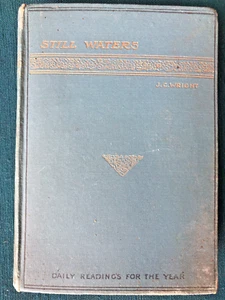 STILL WATERS
J.C. WRIGHT
DAILY READINGS FOR THE YEAR